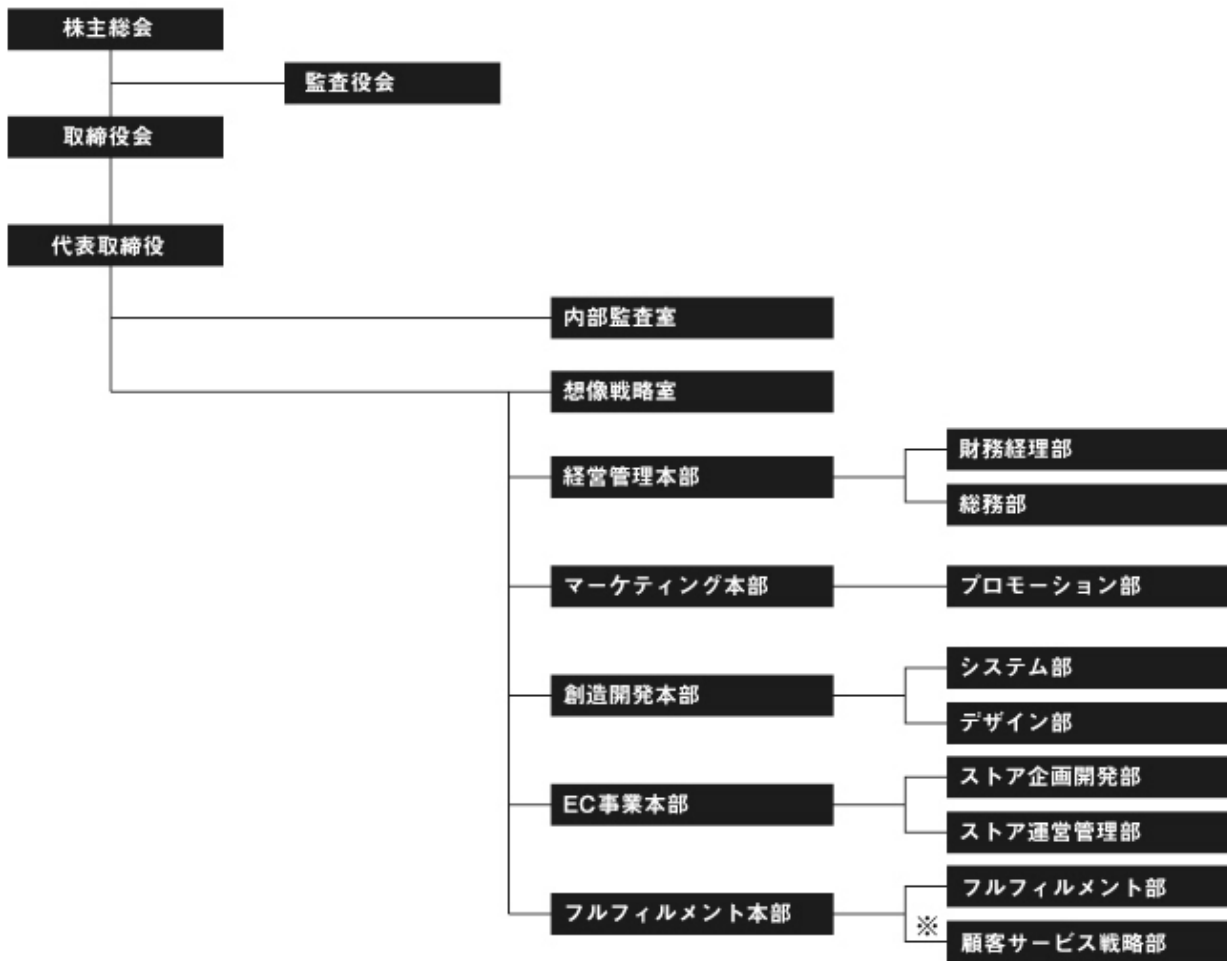 株主総会
監査役会
取締役会
代表取締役
内部監査室
想像戦略室
経営管理本部
財務経理部
総務部
マーケティング本部
プロモーション部
創造開発本部
システム部
デザイン部
EC事業本部
ストア企画開発部
ストア運営管理部
フルフィルメント本部
フルフィルメント部
※
顧客サービス戦略部